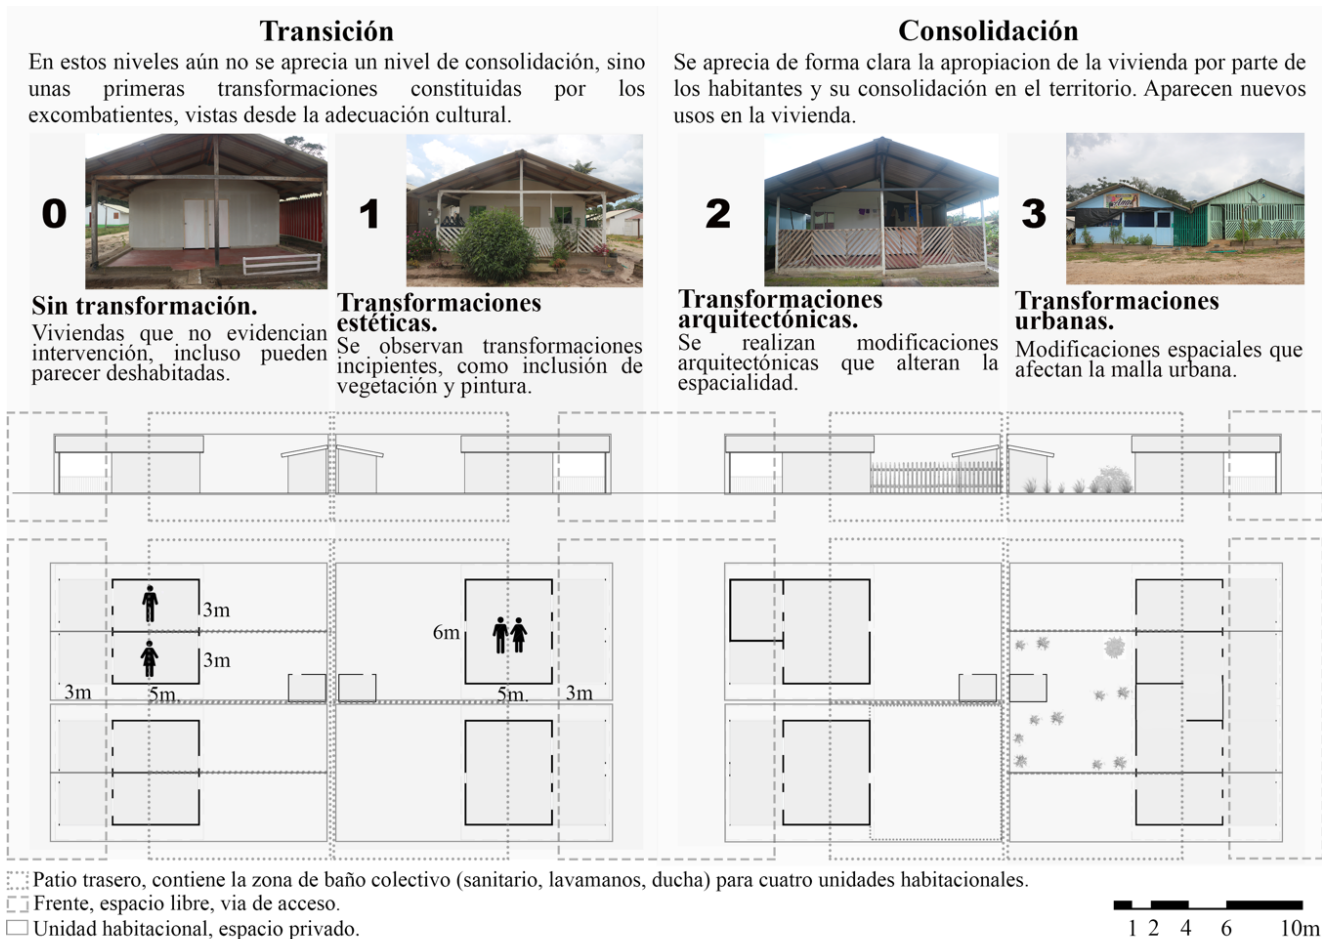 Transición
En estos niveles aún no se aprecia un nivel de consolidación, sino
unas primeras transformaciones constituidas por los
excombatientes, vistas desde la adecuación cultural.
Consolidación
Se aprecia de forma clara la apropiacion de la vivienda por parte de
los habitantes y su consolidación en el territorio. Aparecen nuevos
usos en la vivienda.
0
Sin transformación.
Viviendas que no evidencian
intervención, incluso pueden
parecer deshabitadas.
1
Transformaciones
estéticas.
Se observan transformaciones
incipientes, como inclusión de
vegetación y pintura.
2
Transformaciones
arquitectónicas.
Se realizan modificaciones
arquitectónicas que alteran la
espacialidad.
3
Transformaciones
urbanas.
Modificaciones espaciales que
afectan la malla urbana.
3m
3m
3m
5m.
6m
5m.
3m
Patio trasero, contiene la zona de baño colectivo (sanitario, lavamanos, ducha) para cuatro unidades habitacionales.
Frente, espacio libre, via de acceso.
Unidad habitacional, espacio privado.
1 2 4 6 10m